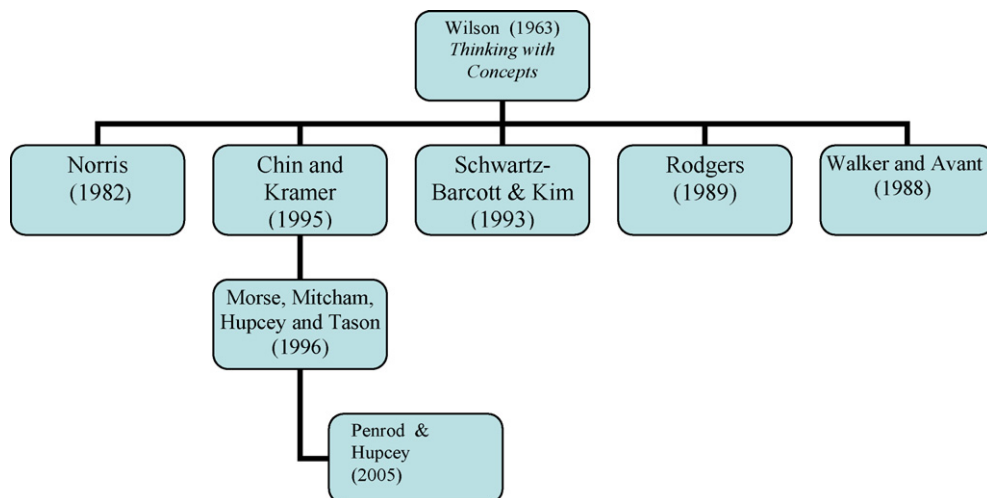 Wilson (1963)
Thinking with
Concepts
Norris
(1982)
Chin and
Kramer
(1995)
Schwartz-
Barcott & Kim
(1993)
Rodgers
(1989)
Walker and Avant
(1988)
Morse, Mitcham,
Hupcey and Tason
(1996)
Penrod &
Hupcey
(2005)